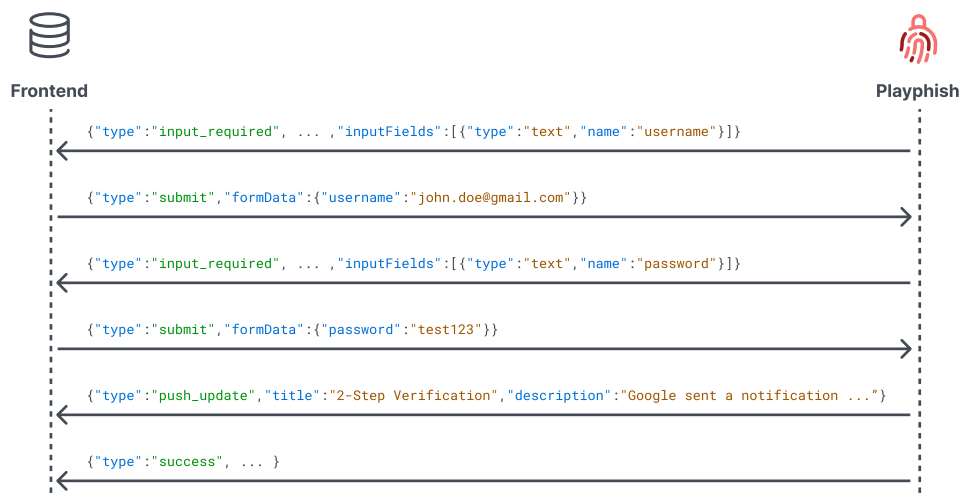 Frontend
Playphish
{"type":"input_required", ... ,"inputFields":[{"type":"text","name":"username"}]}
{"type":"submit","formData":{"username":"john.doe@gmail.com"}}
{"type":"input_required", ... ,"inputFields":[{"type":"text","name":"password"}]}
{"type":"submit","formData":{"password":"test123"}}
{"type":"push_update","title":"2-Step Verification","description":"Google sent a notification ...”}
{"type":"success", ... }